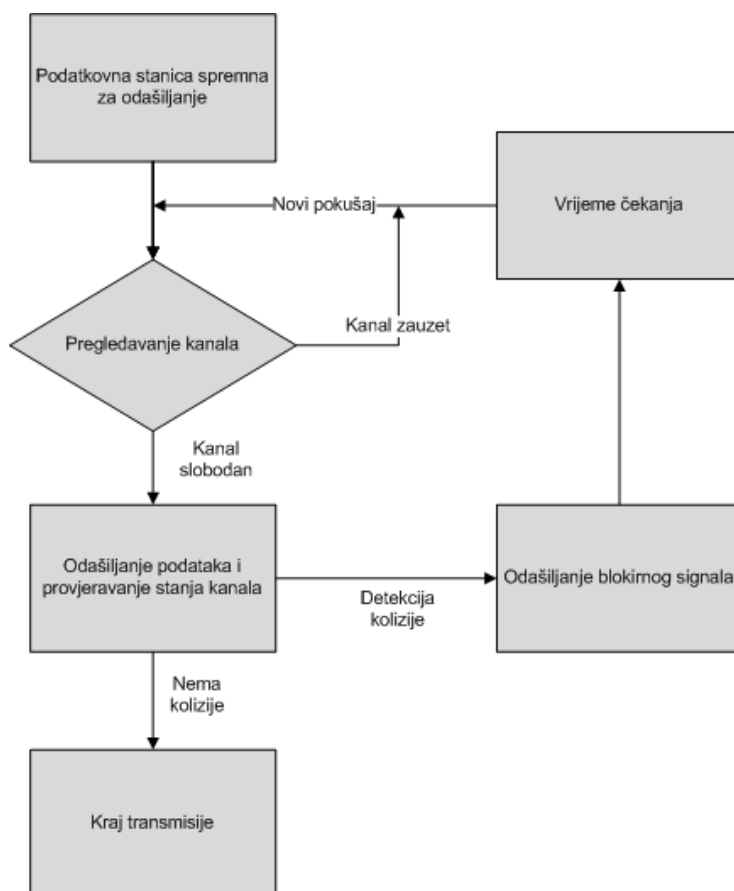 Podatkovna stanica spremna
za odašiljanje
Novi pokušaj
Vrijeme čekanja
Pregledavanje kanala
Kanal zauzet
Kanal
slobodan
Odašiljanje podataka i
provjeravanje stanja kanala
Detekcija
kolizije
Odašiljanje blokirnog signala
Nema
kolizije
Kraj transmisije